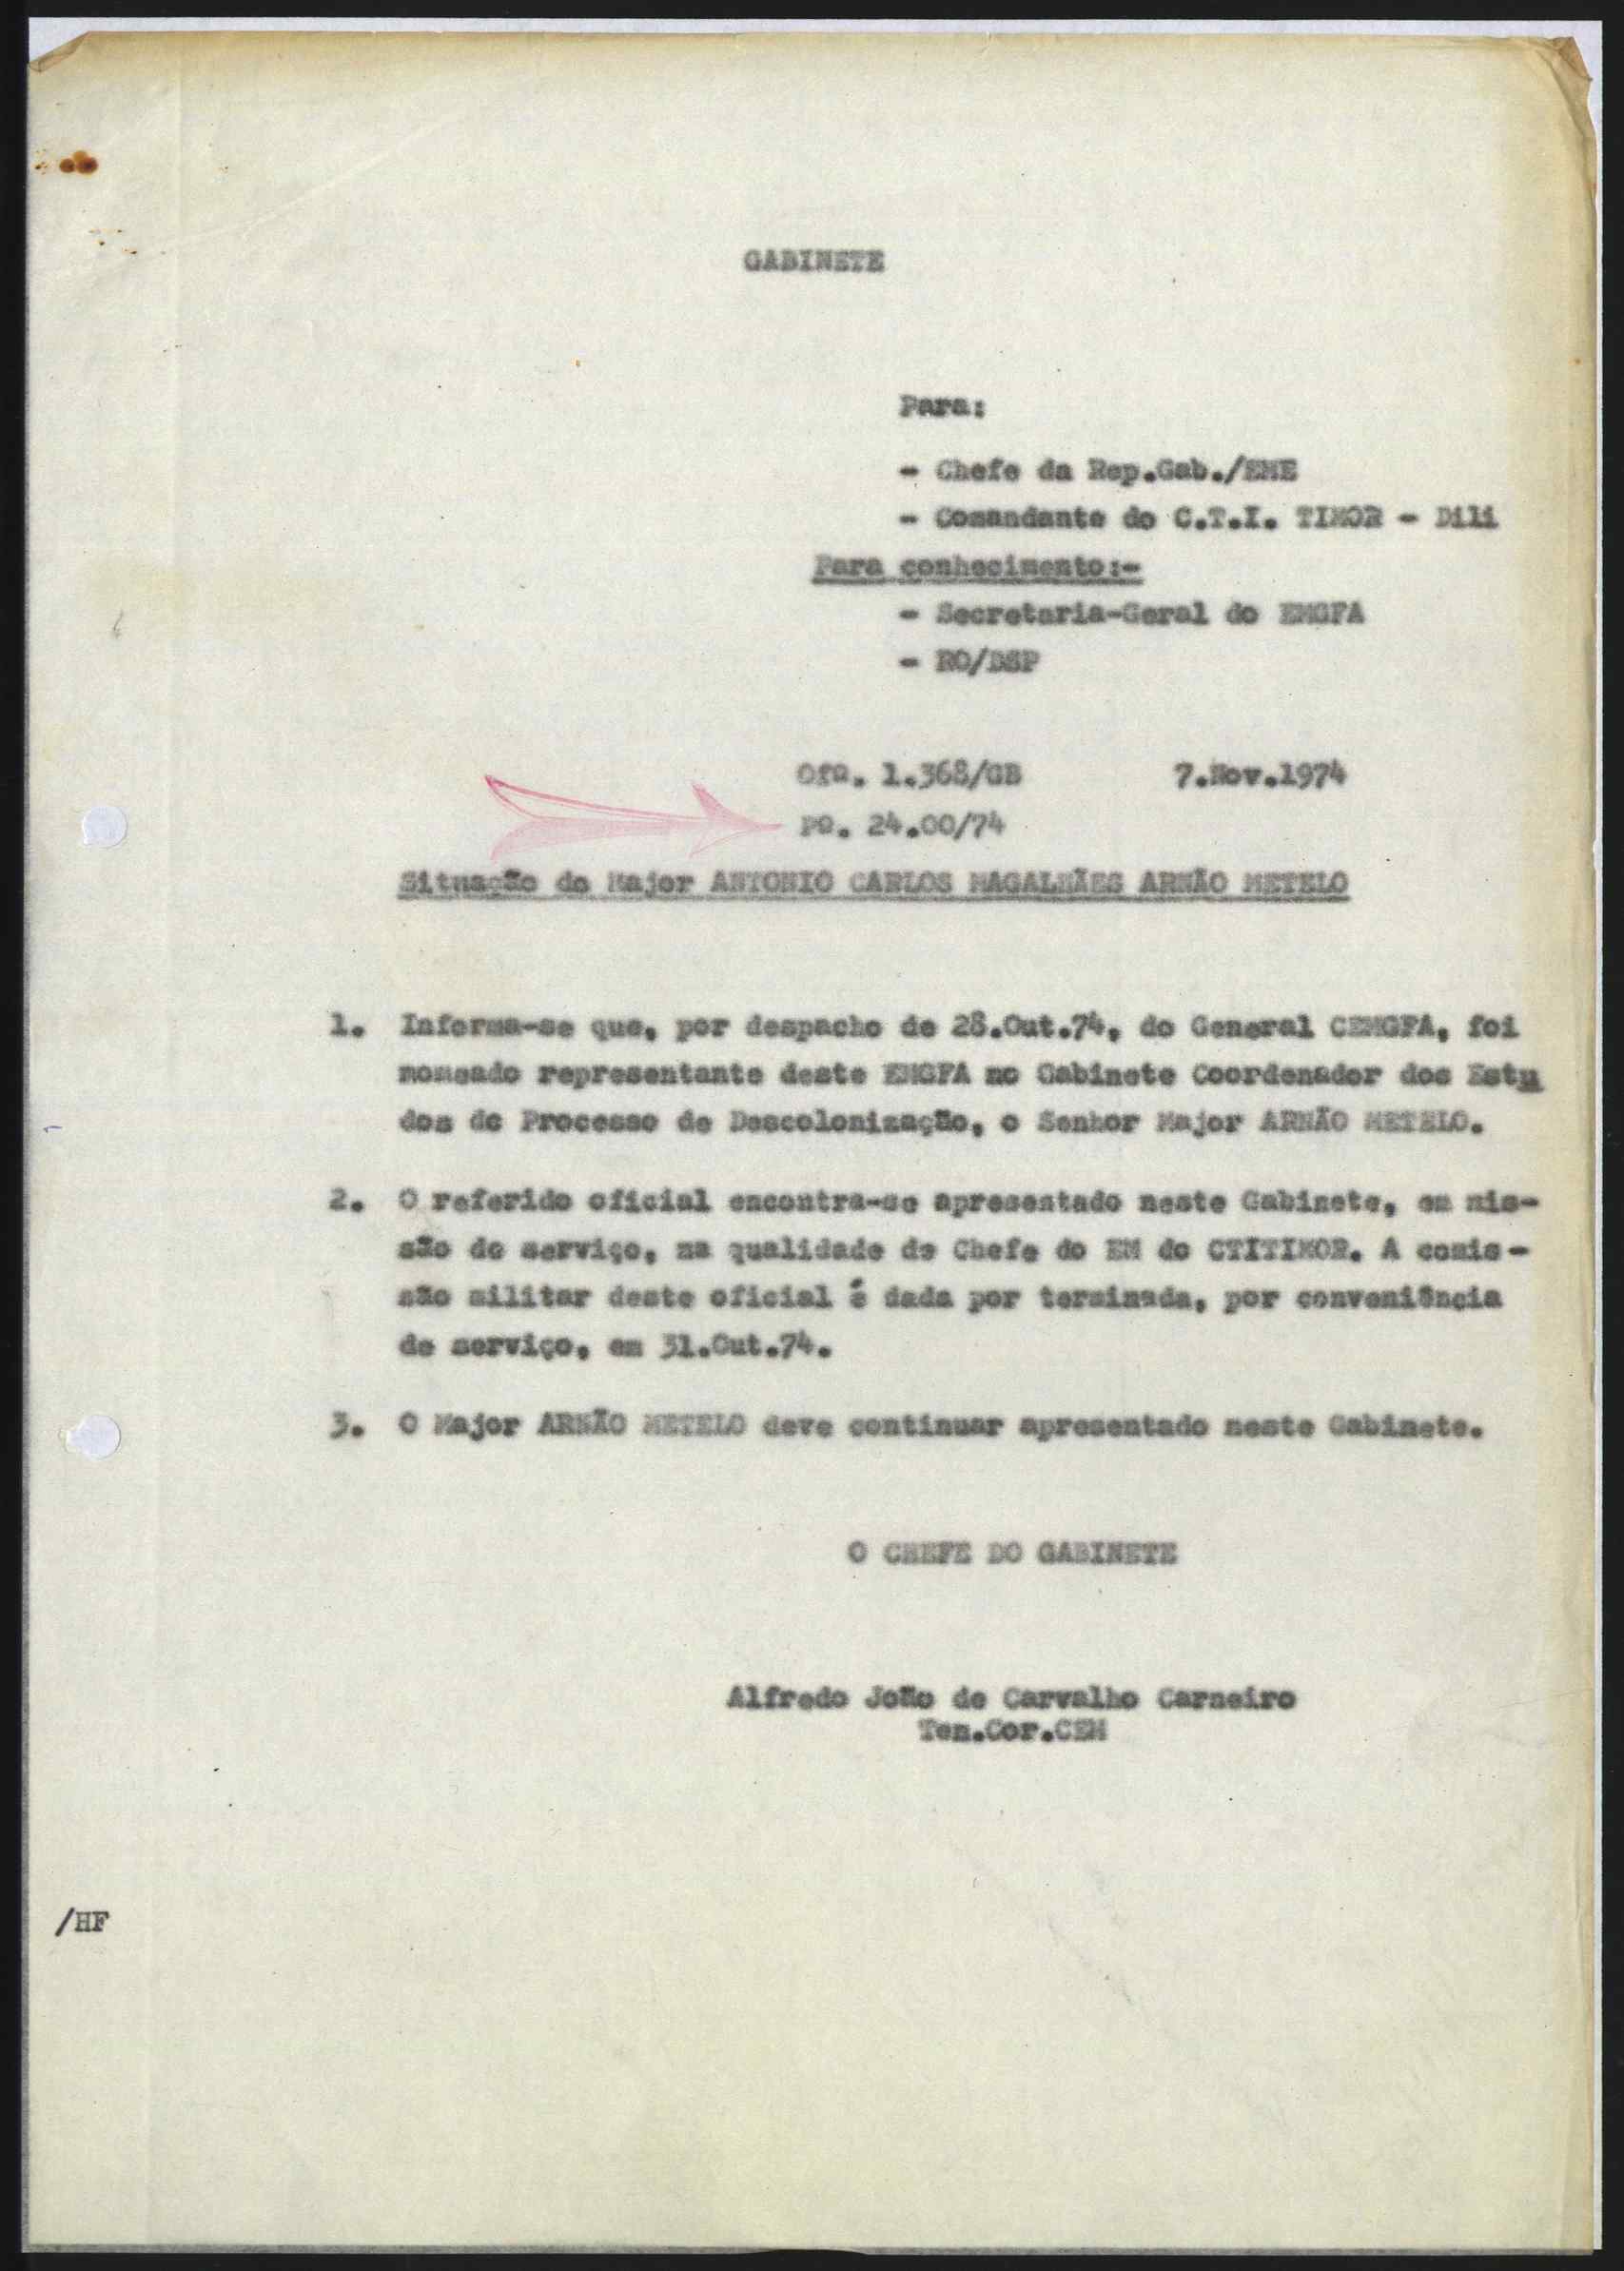 GABINETE
Para:
- Chefe da Rep.Gab./EME
- Comandante do C.T.I. TIMOR - Dili
Para conhecimento:-
- Secretaria-Geral do EMGFA
- RO/DSP
Ofº. 1.368/GB 7.Nov.1974
Pº. 24.00/74
Situação do Major ANTONIO CARLOS MAGALHÃES ARNÃO METELO
1. Informa-se que, por despacho de 28.Out.74, do General CEMGFA, foi
nomeado representante deste EMGFA no Gabinete Coordenador dos Estu
dos do Processo de Descolonização, o Senhor Major ARNÃO METELO.
2. O referido oficial encontra-se apresentado neste Gabinete, em mis-
são de serviço, na qualidade de Chefe do EM do CTITIMOR. A comis-
são militar deste oficial é dada por terminada, por conveniência
de serviço, em 31.Out.74.
3. O Major ARNÃO METELO deve continuar apresentado neste Gabinete.
O CHEFE DO GABINETE
Alfredo João de Carvalho Carneiro
Ten.Cor.CEM
/HF